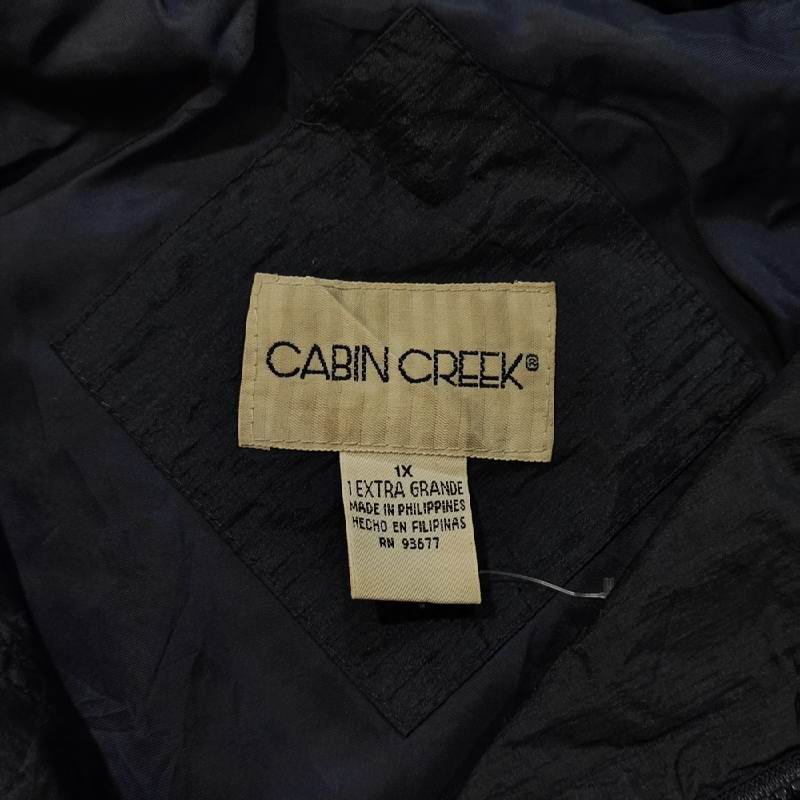 CABIN CREEK®
1X
1 EXTRA GRANDE
MADE IN PHILIPPINES
HECHO EN FILIPINAS
RN 93677